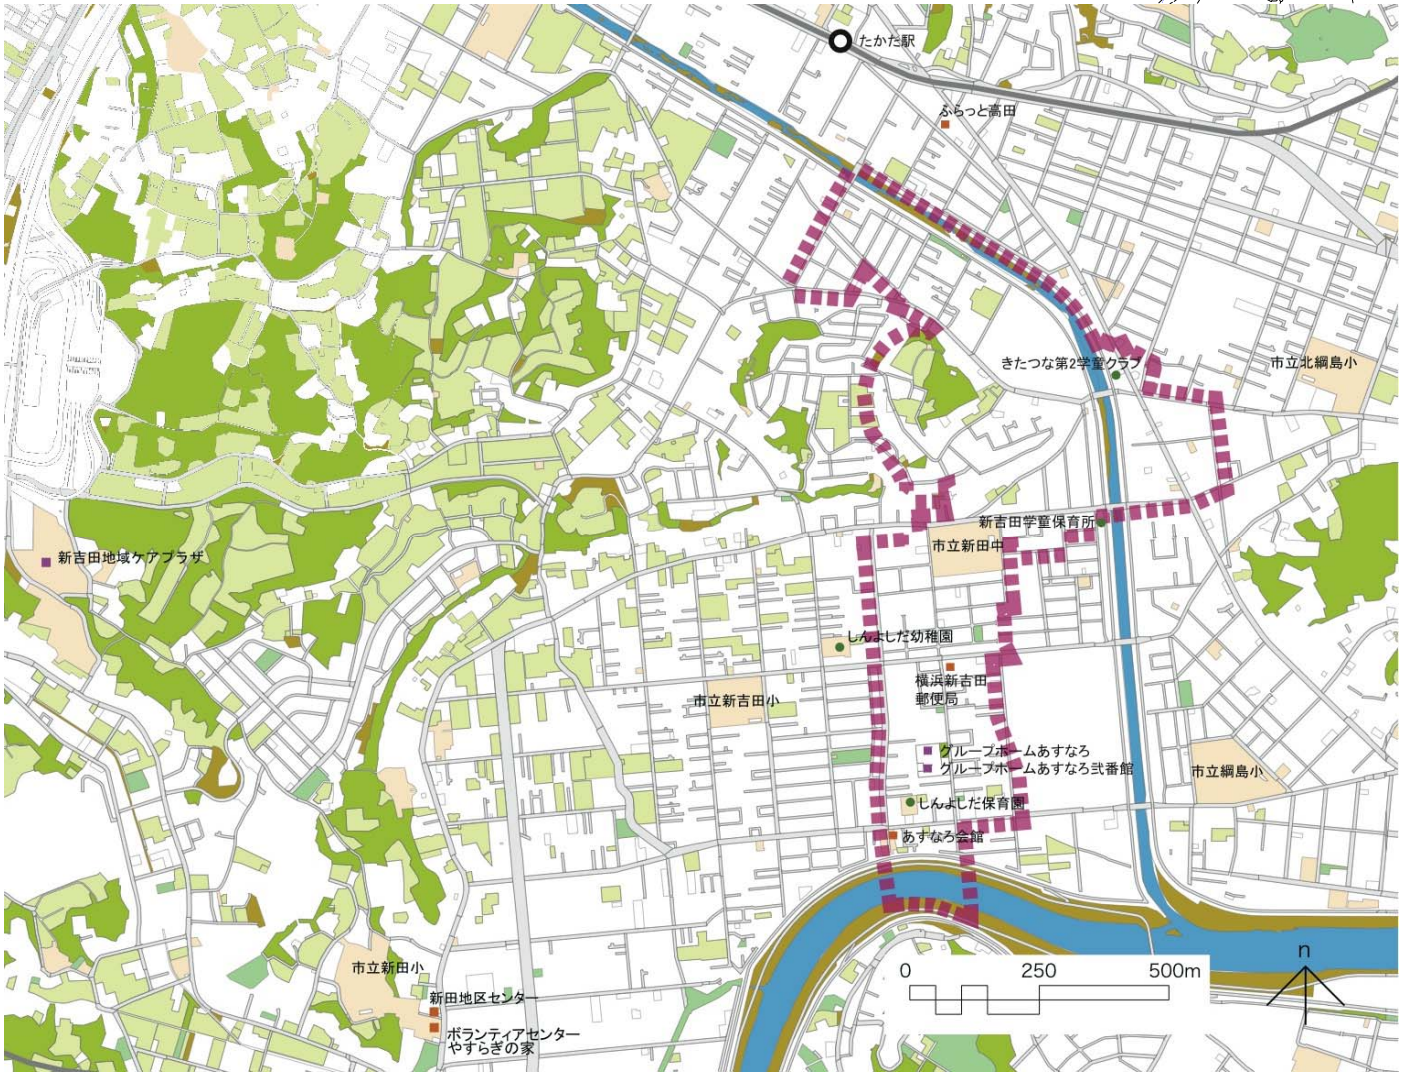 たかた駅
ふらっと高田
きたつな第2学童クラブ
市立北綱島小
新吉田学童保育所
市立新田中
新吉田地域ケアプラザ
しんよしだ幼稚園
横浜新吉田
郵便局
市立新吉田小
グループホームあすなろ
グループホームあすなろ弐番館
市立綱島小
しんよしだ保育園
あすなろ会館
市立新田小
新田地区センター
ボランティアセンター
やすらぎの家
0 250 500m
n